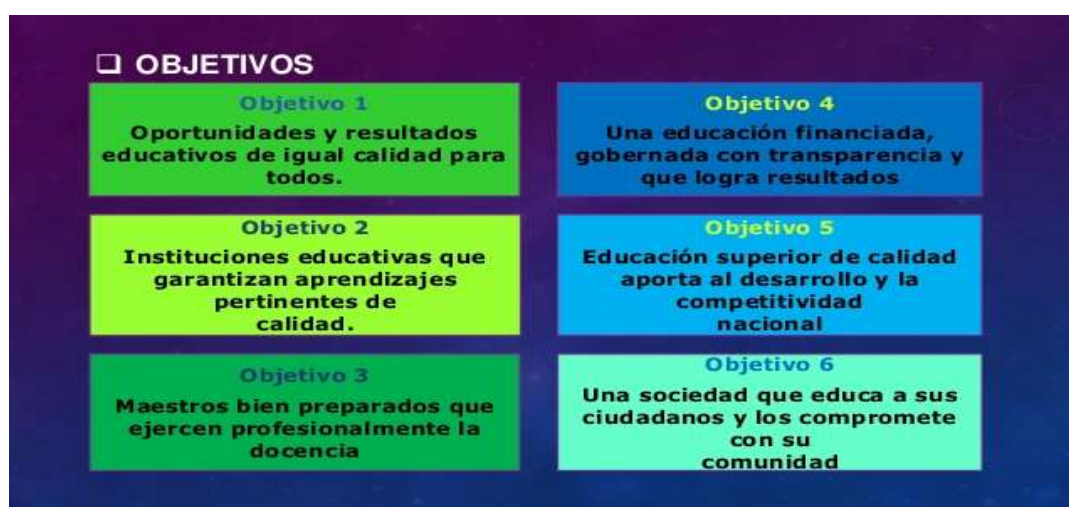 ❑ OBJETIVOS
Objetivo 1
Oportunidades y resultados
educativos de igual calidad para
todos.
Objetivo 2
Instituciones educativas que
garantizan aprendizajes
pertinentes de
calidad.
Objetivo 3
Maestros bien preparados que
ejercen profesionalmente la
docencia
Objetivo 4
Una educación financiada,
gobernada con transparencia y
que logra resultados
Objetivo 5
Educación superior de calidad
aporta al desarrollo y la
competitividad
nacional
Objetivo 6
Una sociedad que educa a sus
ciudadanos y los compromete
con su
comunidad